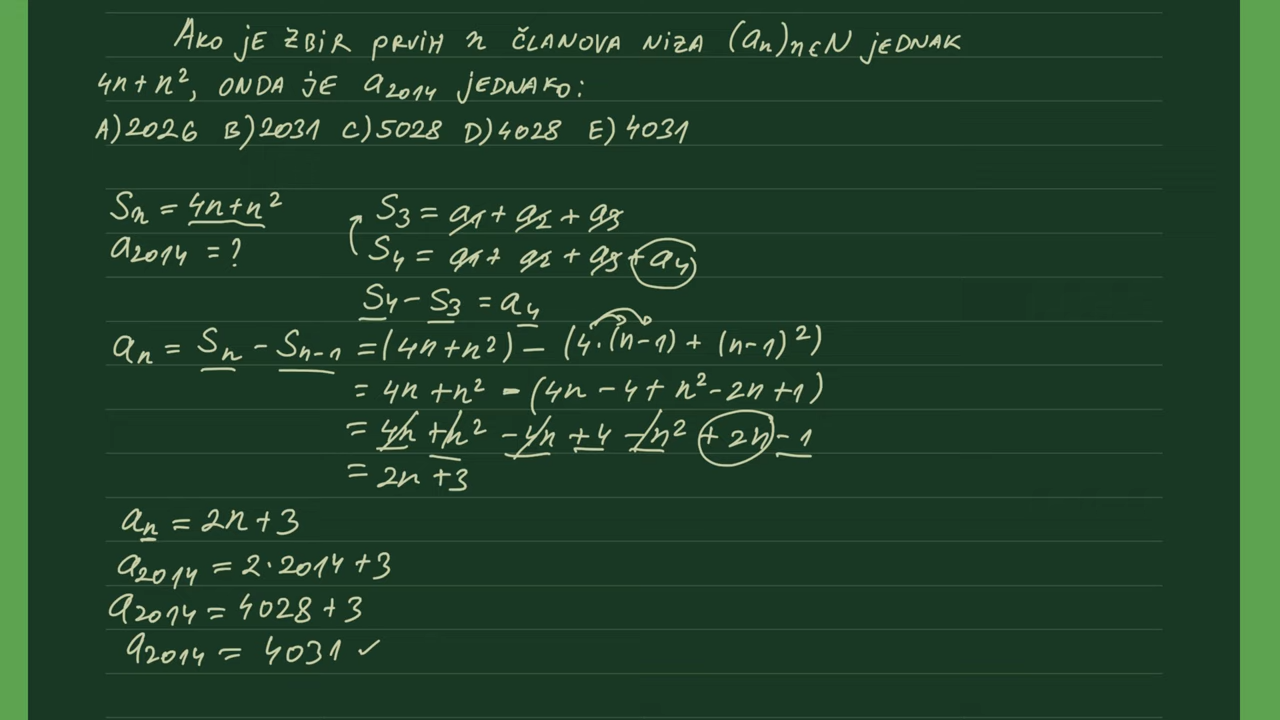 Ako je zbir prvih n članova niza (aₙ)n∈N jednak
4n+n², onda je a₂₀₁₄ jednako:
A)2026 B)2031 C)5028 D)4028 E)4031
Sₙ = 4n+n²
a₂₀₁₄ = ?
S₃ = a₁ + a₂ + a₃
S₄ = a₁ + a₂ + a₃ + a₄
S₄ - S₃ = a₄
aₙ = Sₙ - Sₙ₋₁ = (4n+n²) - (4·(n-1) + (n-1)²)
= 4n+n² - (4n-4+n²-2n+1)
= 4n+n² -4n+4-n²+2n-1
= 2n+3
aₙ = 2n+3
a₂₀₁₄ = 2·2014+3
a₂₀₁₄ = 4028+3
a₂₀₁₄ = 4031 ✓